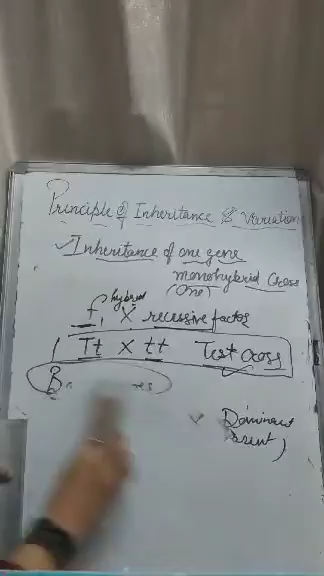 Principle of Inheritance & Variation
✓Inheritance of one gene
monohybrid Cross
(One)
hybrid
F1 X recessive factor
Tt X tt Test cross
Dominant